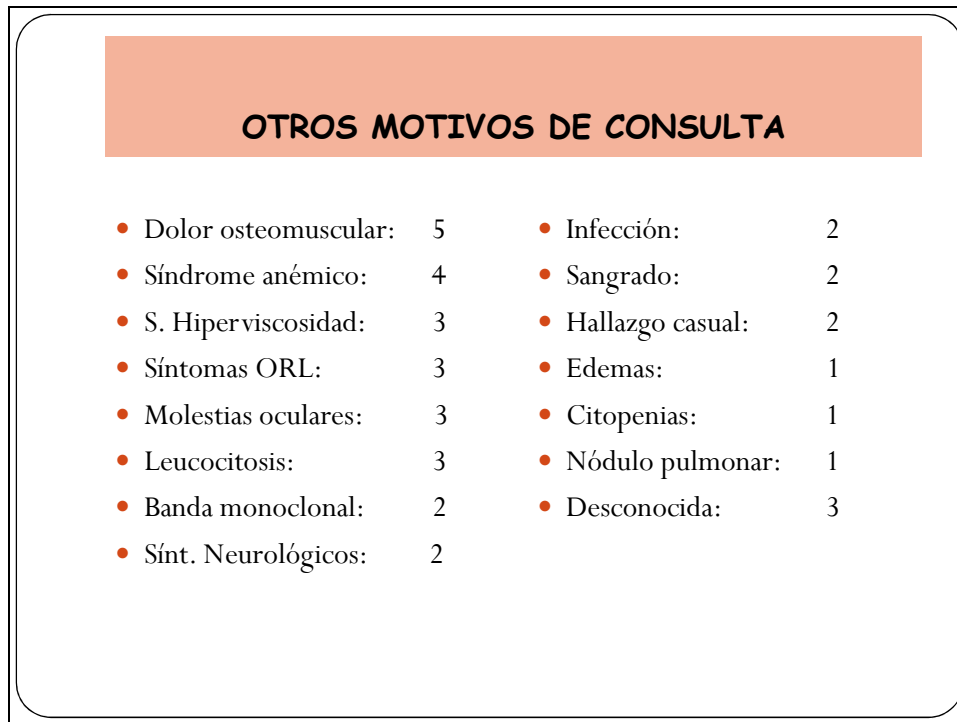 OTROS MOTIVOS DE CONSULTA
• Dolor osteomuscular: 5
• Síndrome anémico: 4
• S. Hiperviscosidad: 3
• Síntomas ORL: 3
• Molestias oculares: 3
• Leucocitosis: 3
• Banda monoclonal: 2
• Sínt. Neurológicos: 2
• Infección: 2
• Sangrado: 2
• Hallazgo casual: 2
• Edemas: 1
• Citopenias: 1
• Nódulo pulmonar: 1
• Desconocida: 3